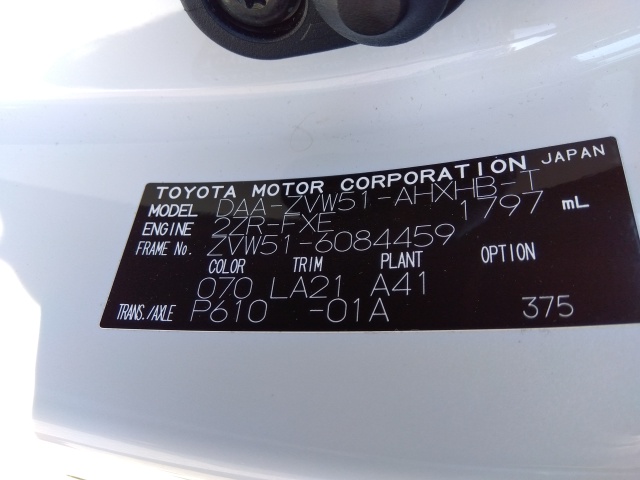 TOYOTA MOTOR CORPORATION JAPAN
MODEL DAA-ZVW51-AHXHB-T
ENGINE 2ZR-FXE 1797 mL
FRAME No. ZVW51-6084459
COLOR TRIM PLANT OPTION
070 LA21 A41
TRANS./AXLE P610 -01A 375